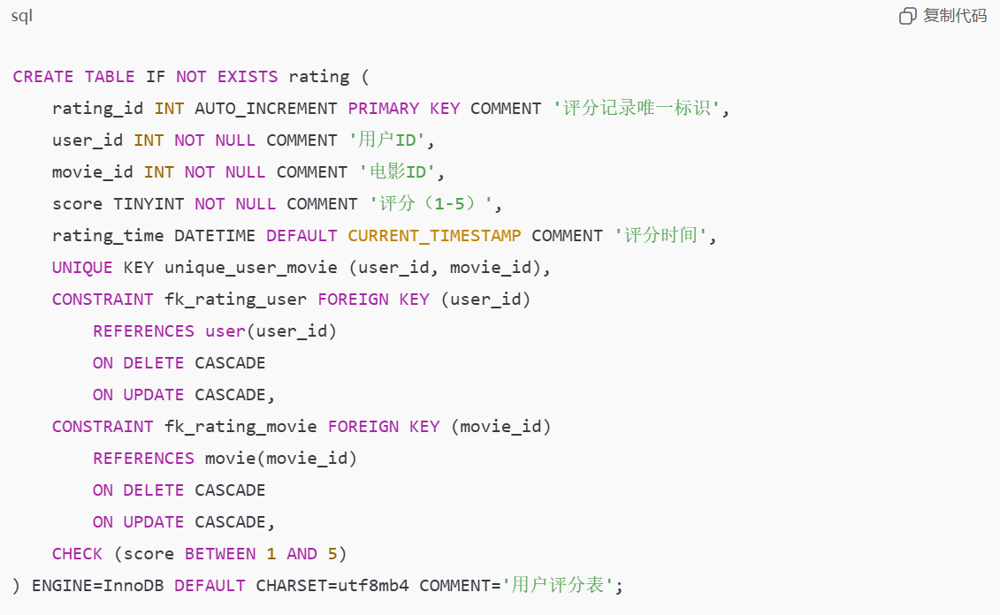 sql
复制代码
CREATE TABLE IF NOT EXISTS rating (
    rating_id INT AUTO_INCREMENT PRIMARY KEY COMMENT '评分记录唯一标识',
    user_id INT NOT NULL COMMENT '用户ID',
    movie_id INT NOT NULL COMMENT '电影ID',
    score TINYINT NOT NULL COMMENT '评分（1-5）',
    rating_time DATETIME DEFAULT CURRENT_TIMESTAMP COMMENT '评分时间',
    UNIQUE KEY unique_user_movie (user_id, movie_id),
    CONSTRAINT fk_rating_user FOREIGN KEY (user_id)
        REFERENCES user(user_id)
        ON DELETE CASCADE
        ON UPDATE CASCADE,
    CONSTRAINT fk_rating_movie FOREIGN KEY (movie_id)
        REFERENCES movie(movie_id)
        ON DELETE CASCADE
        ON UPDATE CASCADE,
    CHECK (score BETWEEN 1 AND 5)
) ENGINE=InnoDB DEFAULT CHARSET=utf8mb4 COMMENT='用户评分表';